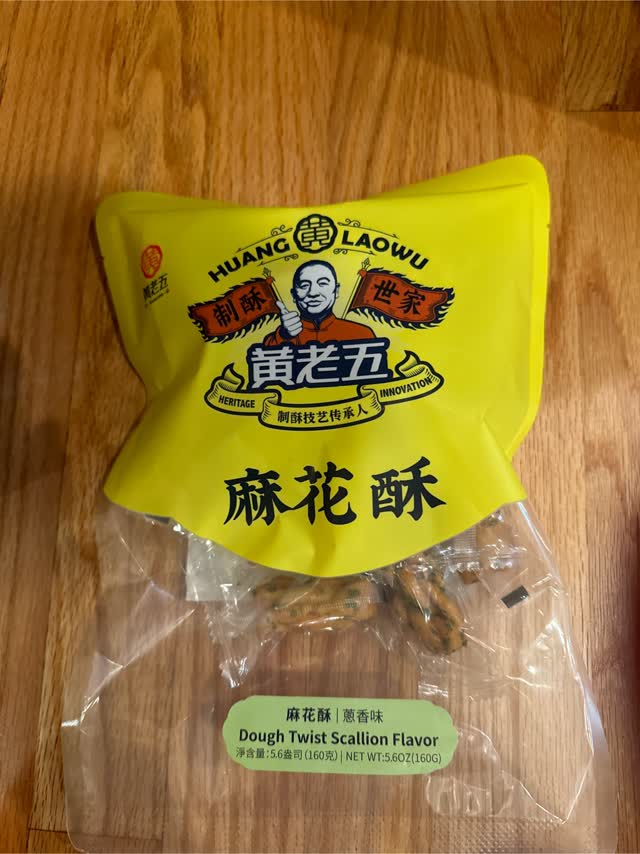 HUANG 黄 LAOWU
黄老五
制酥 世家
黄老五
HERITAGE INNOVATION
制酥技艺传承人
麻花酥
麻花酥 | 蔥香味
Dough Twist Scallion Flavor
淨含量:5.6盎司(160克) | NET WT:5.6OZ(160G)